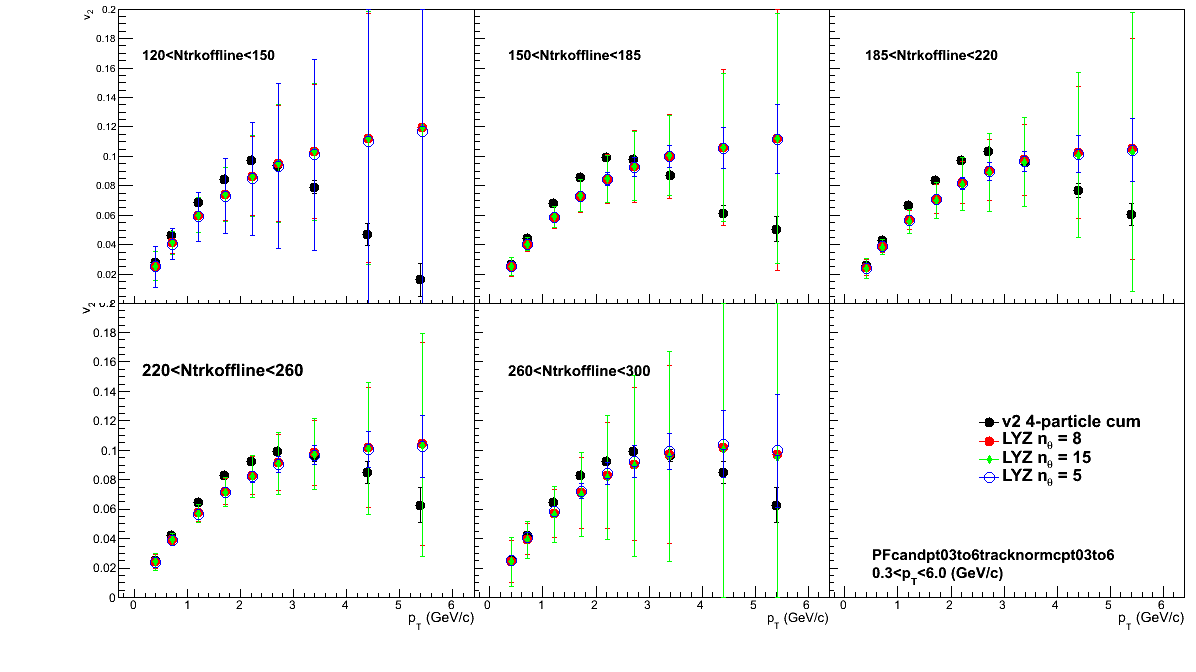 v2
0.2
0.18
0.16
0.14
0.12
0.1
0.08
0.06
0.04
0.02
120<Ntrkoffline<150
150<Ntrkoffline<185
185<Ntrkoffline<220
v2
0.18
0.16
0.14
0.12
0.1
0.08
0.06
0.04
0.02
0
220<Ntrkoffline<260
260<Ntrkoffline<300
v2 4-particle cum
LYZ nθ = 8
LYZ nθ = 15
LYZ nθ = 5
PFcandpt03to6tracknormcpt03to6
0.3<pT<6.0 (GeV/c)
0 1 2 3 4 5 6
0 1 2 3 4 5 6
0 1 2 3 4 5 6
pT (GeV/c)
pT (GeV/c)
pT (GeV/c)